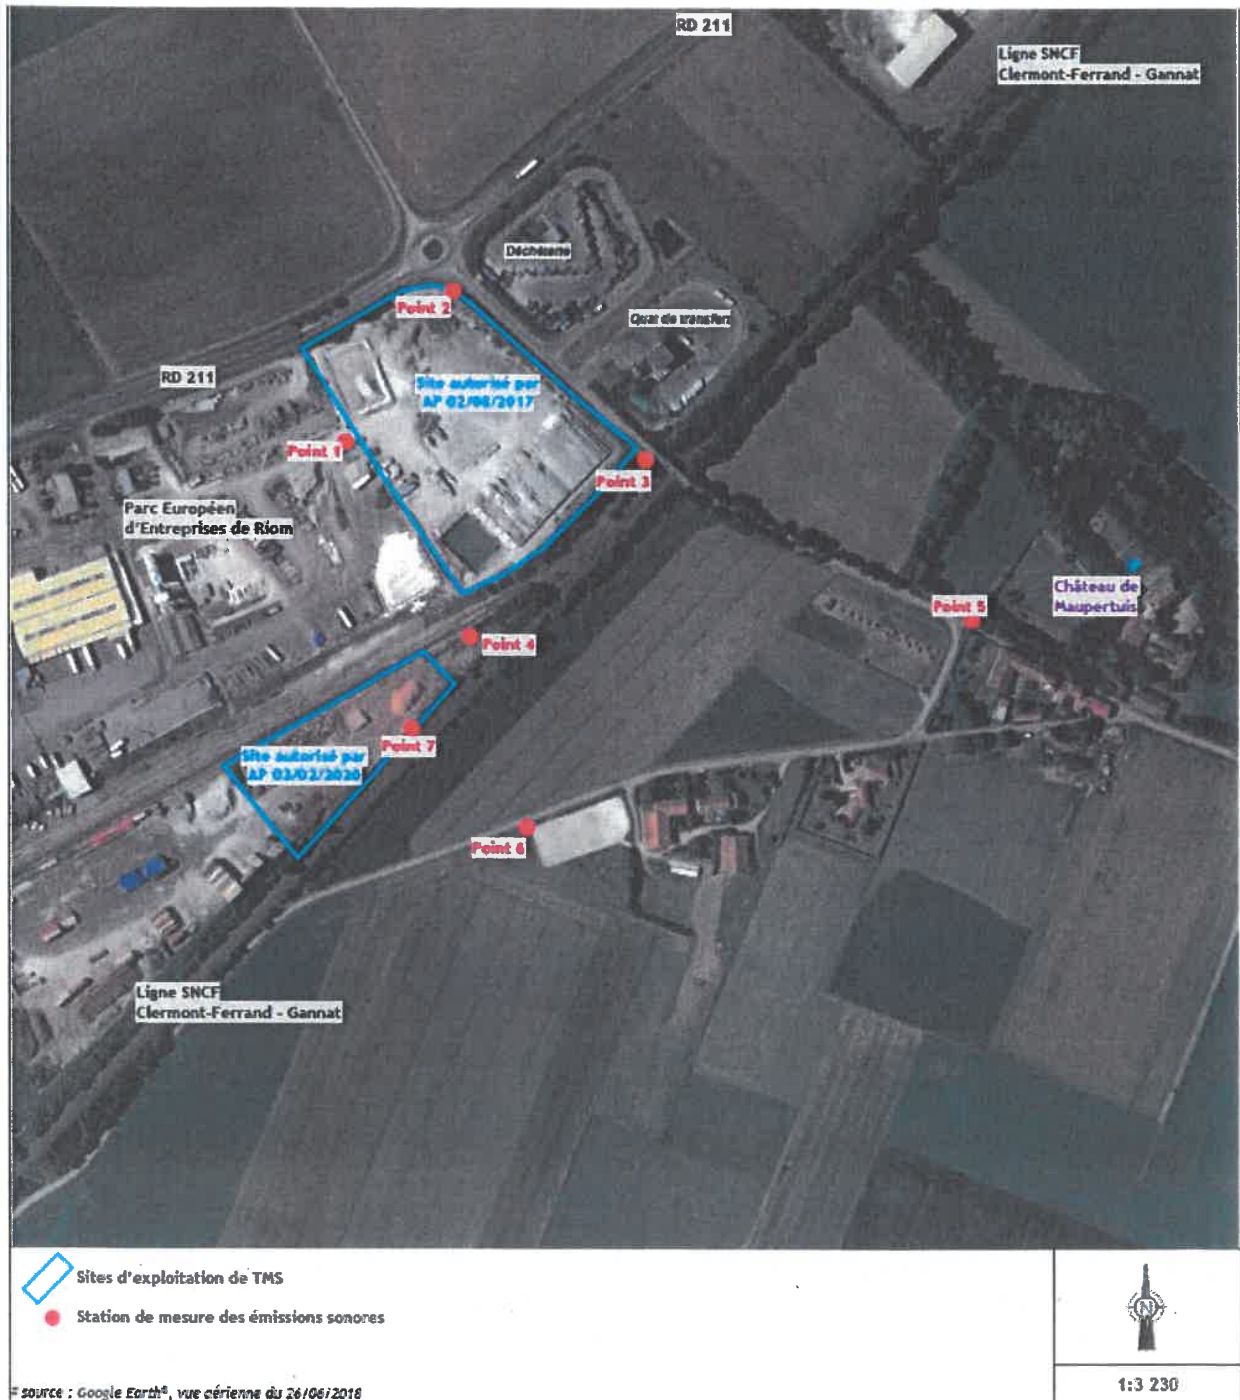 RD 211
Ligne SNCF
Clermont-Ferrand - Gannat
Déchèterie
Point 2
Quai de transfert
RD 211
Site autorisé par
AP 02/08/2017
Point 1
Point 3
Parc Européen
d'Entreprises de Riom
Château de
Maupertuis
Point 5
Point 4
Point 7
Site autorisé par
AP 03/02/2020
Point 6
Ligne SNCF
Clermont-Ferrand - Gannat
Sites d'exploitation de TMS
Station de mesure des émissions sonores
N
source : Google Earth®, vue aérienne du 26/06/2018
1:3 230